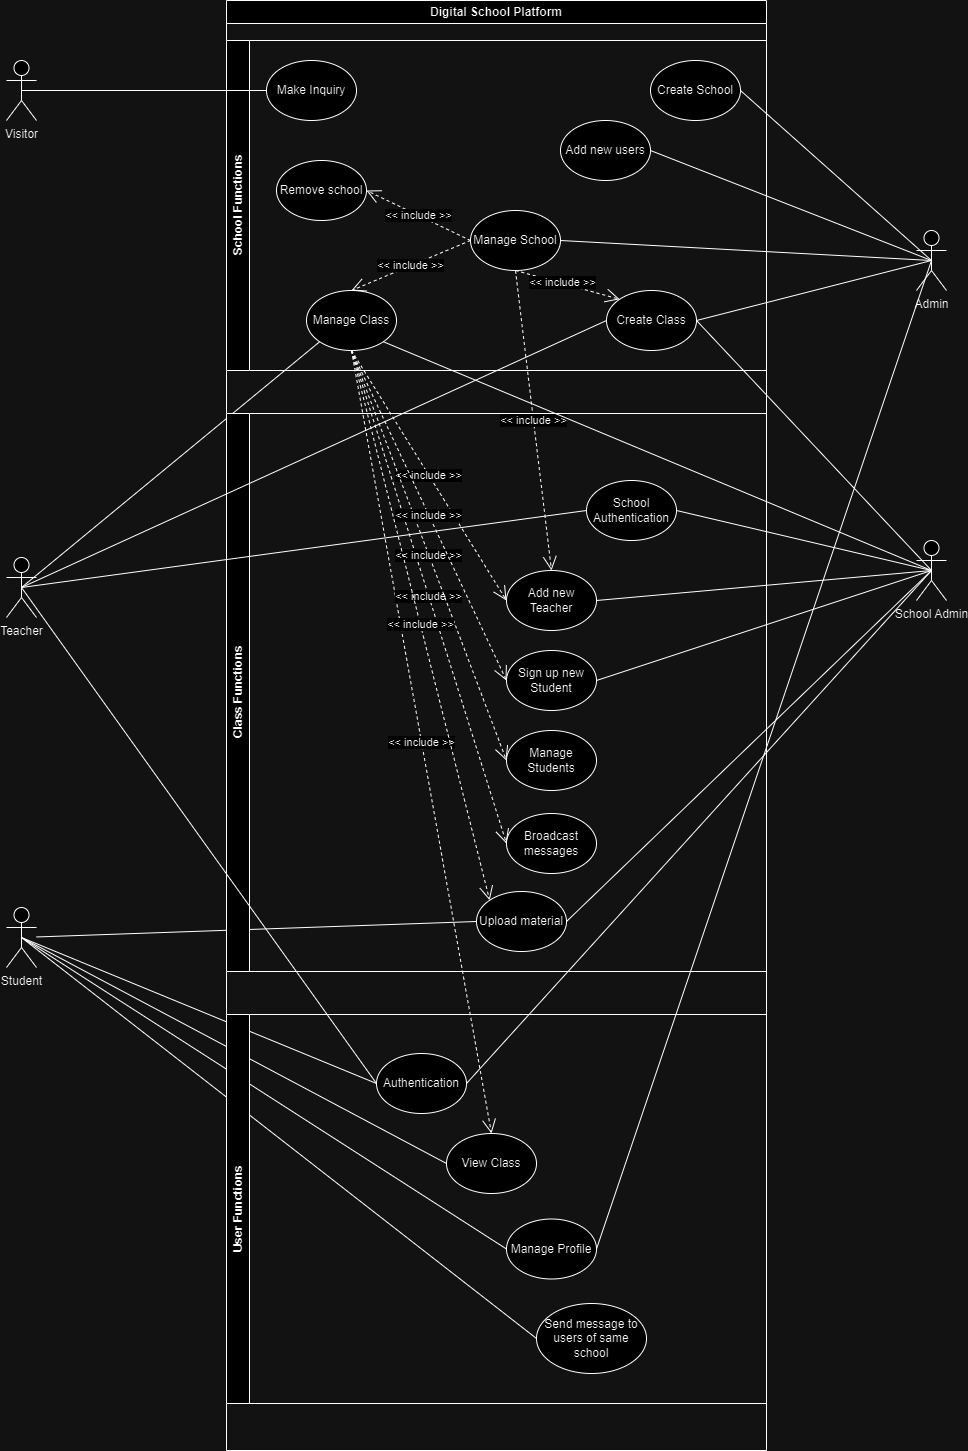 Digital School Platform
Visitor
School Functions
Make Inquiry
Create School
Add new users
Remove school
<< include >>
Manage School
<< include >>
<< include >>
Manage Class
Create Class
Admin
<< include >>
Class Functions
<< include >>
School
Authentication
<< include >>
<< include >>
Teacher
Add new
Teacher
School Admin
<< include >>
<< include >>
Sign up new
Student
<< include >>
Manage
Students
Broadcast
messages
Upload material
Student
User Functions
Authentication
View Class
Manage Profile
Send message to
users of same
school